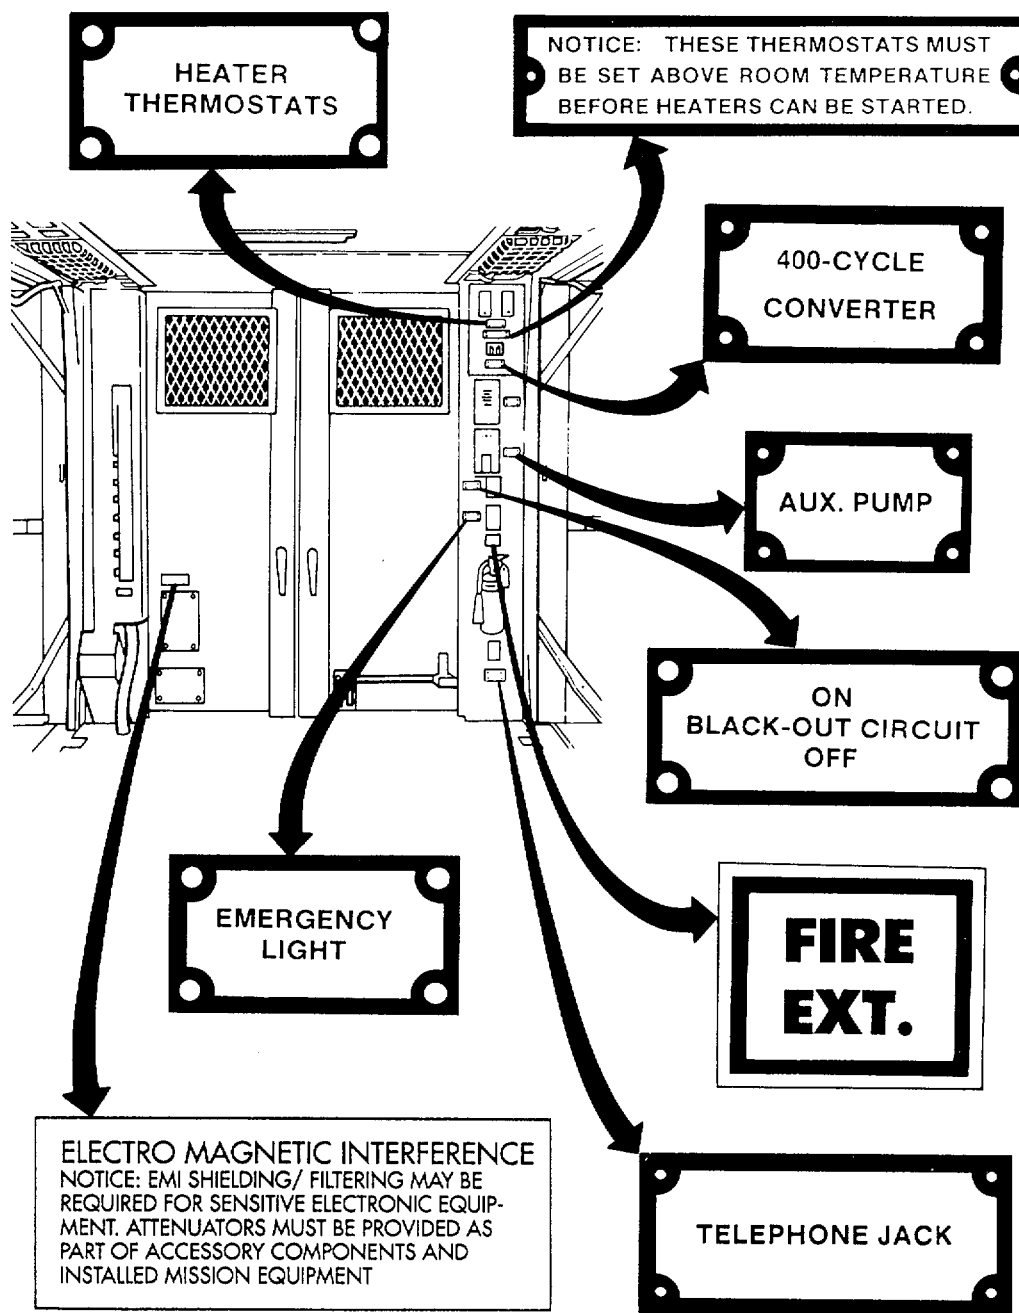 HEATER
THERMOSTATS
NOTICE: THESE THERMOSTATS MUST
BE SET ABOVE ROOM TEMPERATURE
BEFORE HEATERS CAN BE STARTED.
400-CYCLE
CONVERTER
AUX. PUMP
ON
BLACK-OUT CIRCUIT
OFF
EMERGENCY
LIGHT
FIRE
EXT.
ELECTRO MAGNETIC INTERFERENCE
NOTICE: EMI SHIELDING/ FILTERING MAY BE
REQUIRED FOR SENSITIVE ELECTRONIC EQUIP-
MENT. ATTENUATORS MUST BE PROVIDED AS
PART OF ACCESSORY COMPONENTS AND
INSTALLED MISSION EQUIPMENT
TELEPHONE JACK